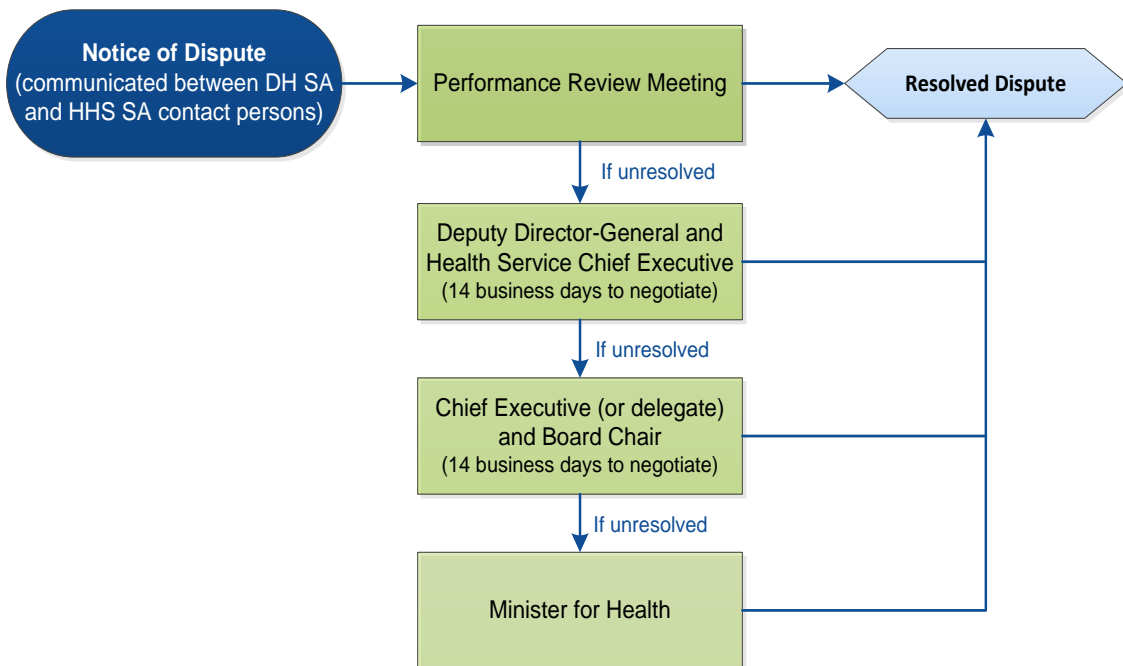 Notice of Dispute
(communicated between DH SA
and HHS SA contact persons)
Performance Review Meeting
Resolved Dispute
If unresolved
Deputy Director-General and
Health Service Chief Executive
(14 business days to negotiate)
If unresolved
Chief Executive (or delegate)
and Board Chair
(14 business days to negotiate)
If unresolved
Minister for Health